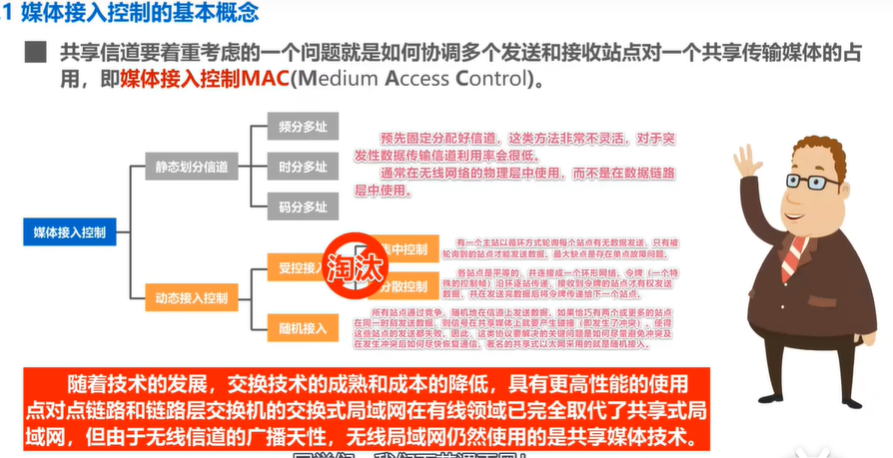 .1 媒体接入控制的基本概念
共享信道要着重考虑的一个问题就是如何协调多个发送和接收站点对一个共享传输媒体的占
用，即媒体接入控制MAC(Medium Access Control)。
频分多址
静态划分信道
时分多址
码分多址
预先固定分配好信道，这类方法非常不灵活，对于突
发性数据传输信道利用率会很低。
通常在无线网络的物理层中使用，而不是在数据链路
层中使用。
媒体接入控制
动态接入控制
受控接入
淘汰
集中控制
有一个主站以循环方式轮询每个站点有无数据发送，只有被
轮询到的站点才能发送数据，最大缺点是存在单点故障问题。
分散控制
各站点是平等的，并连接成一个环形网络，令牌（一个特
殊的控制帧）沿环逐站传递，接收到令牌的站点才有权发送
数据，并在发送完数据后将令牌传递给下一个站点。
随机接入
所有站点通过竞争，随机地在信道上发送数据，如果恰巧有两个或更多的站点
在同一时刻发送数据，则信号在共享媒体上就要产生碰撞（即发生了冲突），使得
这些站点的发送都失败。因此，这类协议要解决的关键问题是如何尽量避免冲突及
在发生冲突后如何尽快恢复通信。著名的共享式以太网采用的就是随机接入。
随着技术的发展，交换技术的成熟和成本的降低，具有更高性能的使用
点对点链路和链路层交换机的交换式局域网在有线领域已完全取代了共享式局
域网，但由于无线信道的广播天性，无线局域网仍然使用的是共享媒体技术。